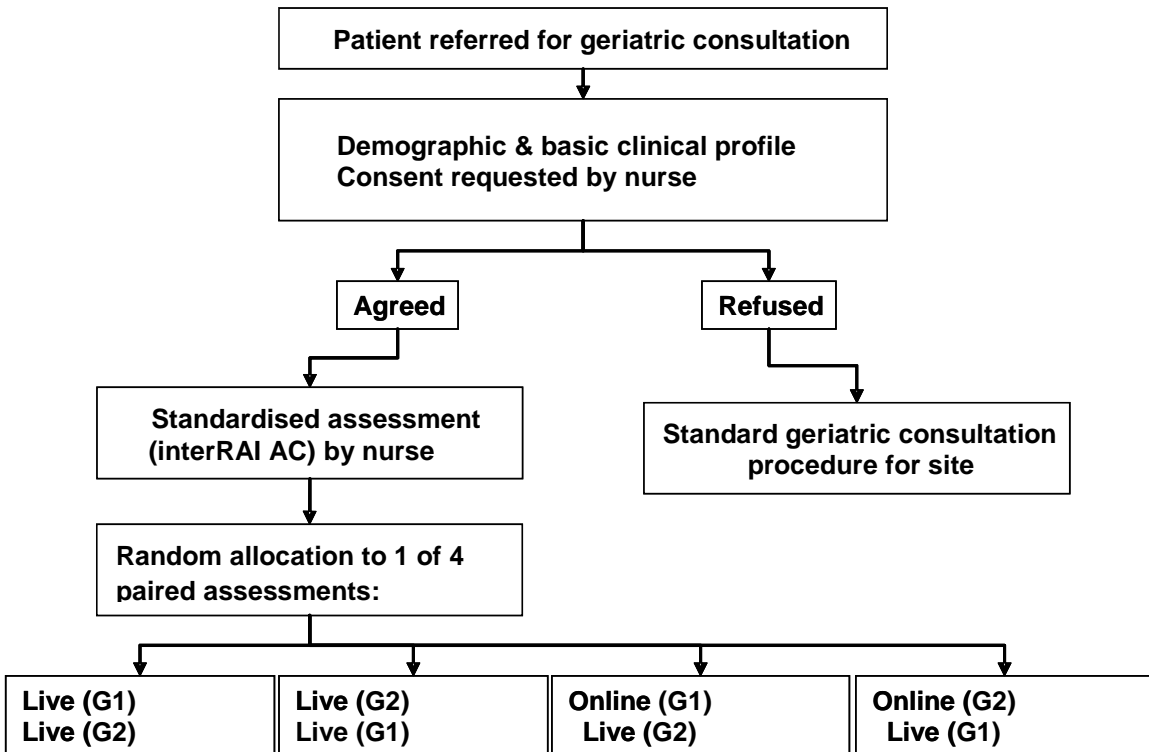 Patient referred for geriatric consultation
Demographic & basic clinical profile
Consent requested by nurse
Agreed
Refused
Standardised assessment
(interRAI AC) by nurse
Standard geriatric consultation
procedure for site
Random allocation to 1 of 4
paired assessments:
Live (G1)
Live (G2)
Live (G2)
Live (G1)
Online (G1)
Live (G2)
Online (G2)
Live (G1)